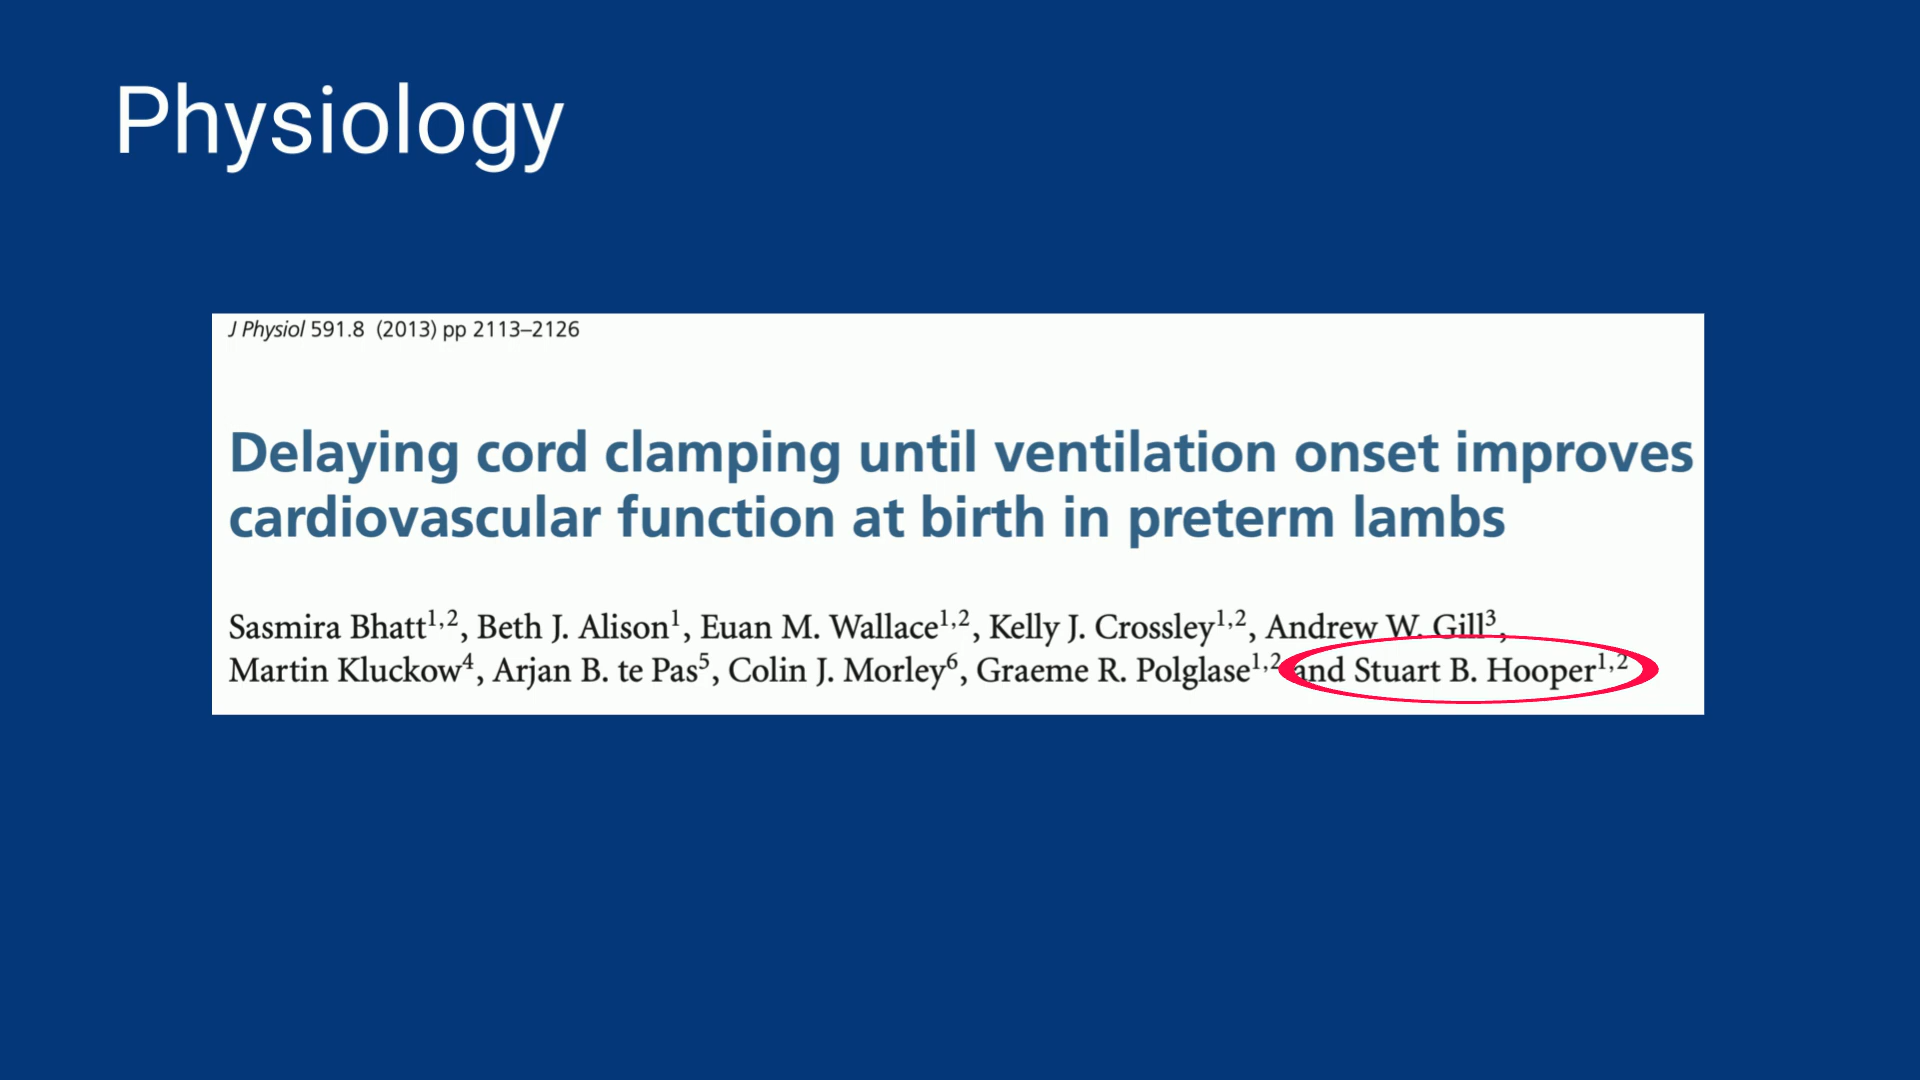 Physiology
J Physiol 591.8 (2013) pp 2113–2126
Delaying cord clamping until ventilation onset improves
cardiovascular function at birth in preterm lambs
Sasmira Bhatt1,2, Beth J. Alison1, Euan M. Wallace1,2, Kelly J. Crossley1,2, Andrew W. Gill3,
Martin Kluckow4, Arjan B. te Pas5, Colin J. Morley6, Graeme R. Polglase1,2 and Stuart B. Hooper1,2